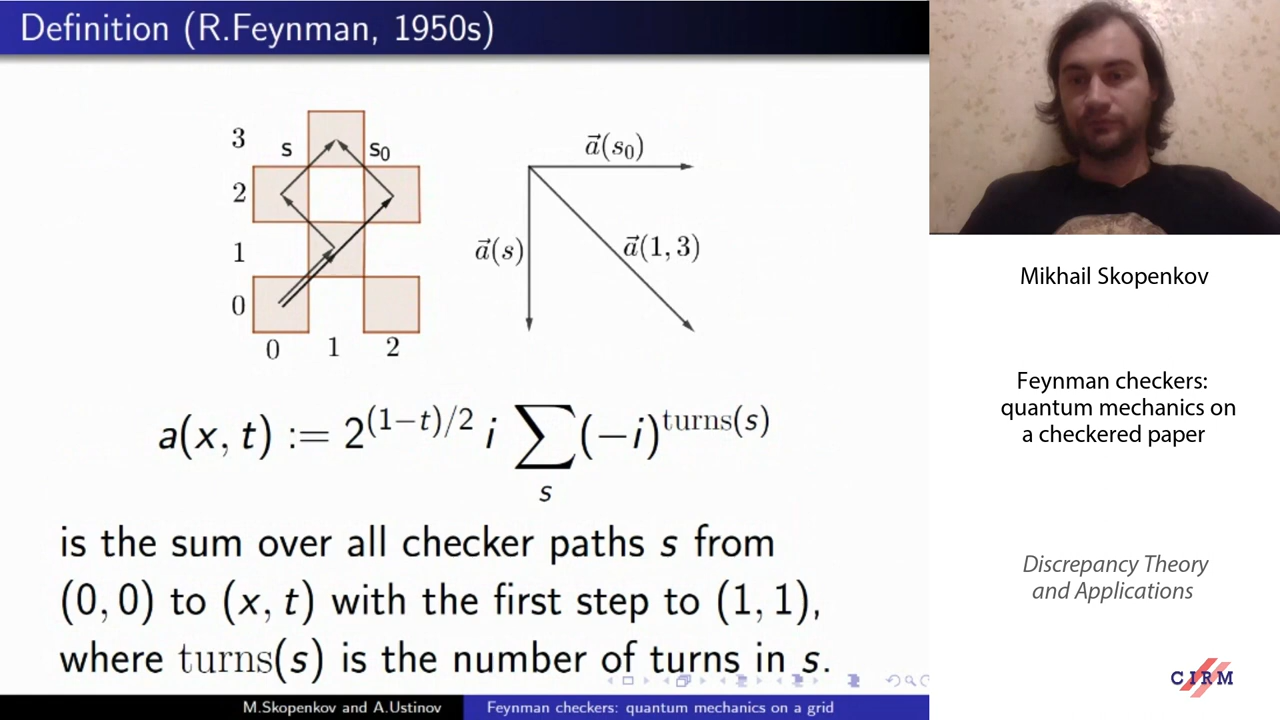 Definition (R.Feynman, 1950s)
3
s
s₀
2
1
0
0 1 2
a⃗(s₀)
a⃗(s)
a⃗(1, 3)
a(x, t) := 2^{(1−t)/2} i ∑_s (−i)^{turns(s)}
is the sum over all checker paths s from
(0, 0) to (x, t) with the first step to (1, 1),
where turns(s) is the number of turns in s.
M.Skopenkov and A.Ustinov
Feynman checkers: quantum mechanics on a grid
Mikhail Skopenkov
Feynman checkers:
quantum mechanics on
a checkered paper
Discrepancy Theory
and Applications
CIRM